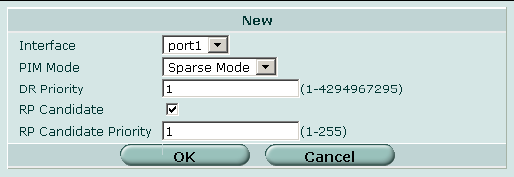 New
Interface port1
PIM Mode Sparse Mode
DR Priority 1 (1-4294967295)
RP Candidate
RP Candidate Priority 1 (1-255)
OK Cancel